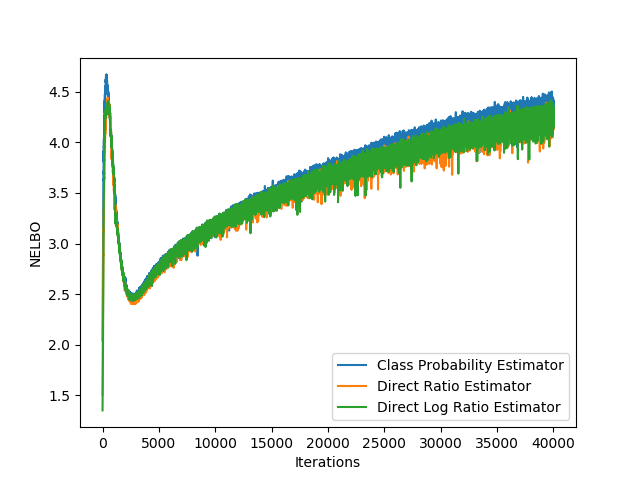 4.5
4.0
3.5
3.0
2.5
2.0
1.5
NELBO
Class Probability Estimator
Direct Ratio Estimator
Direct Log Ratio Estimator
0 5000 10000 15000 20000 25000 30000 35000 40000
Iterations